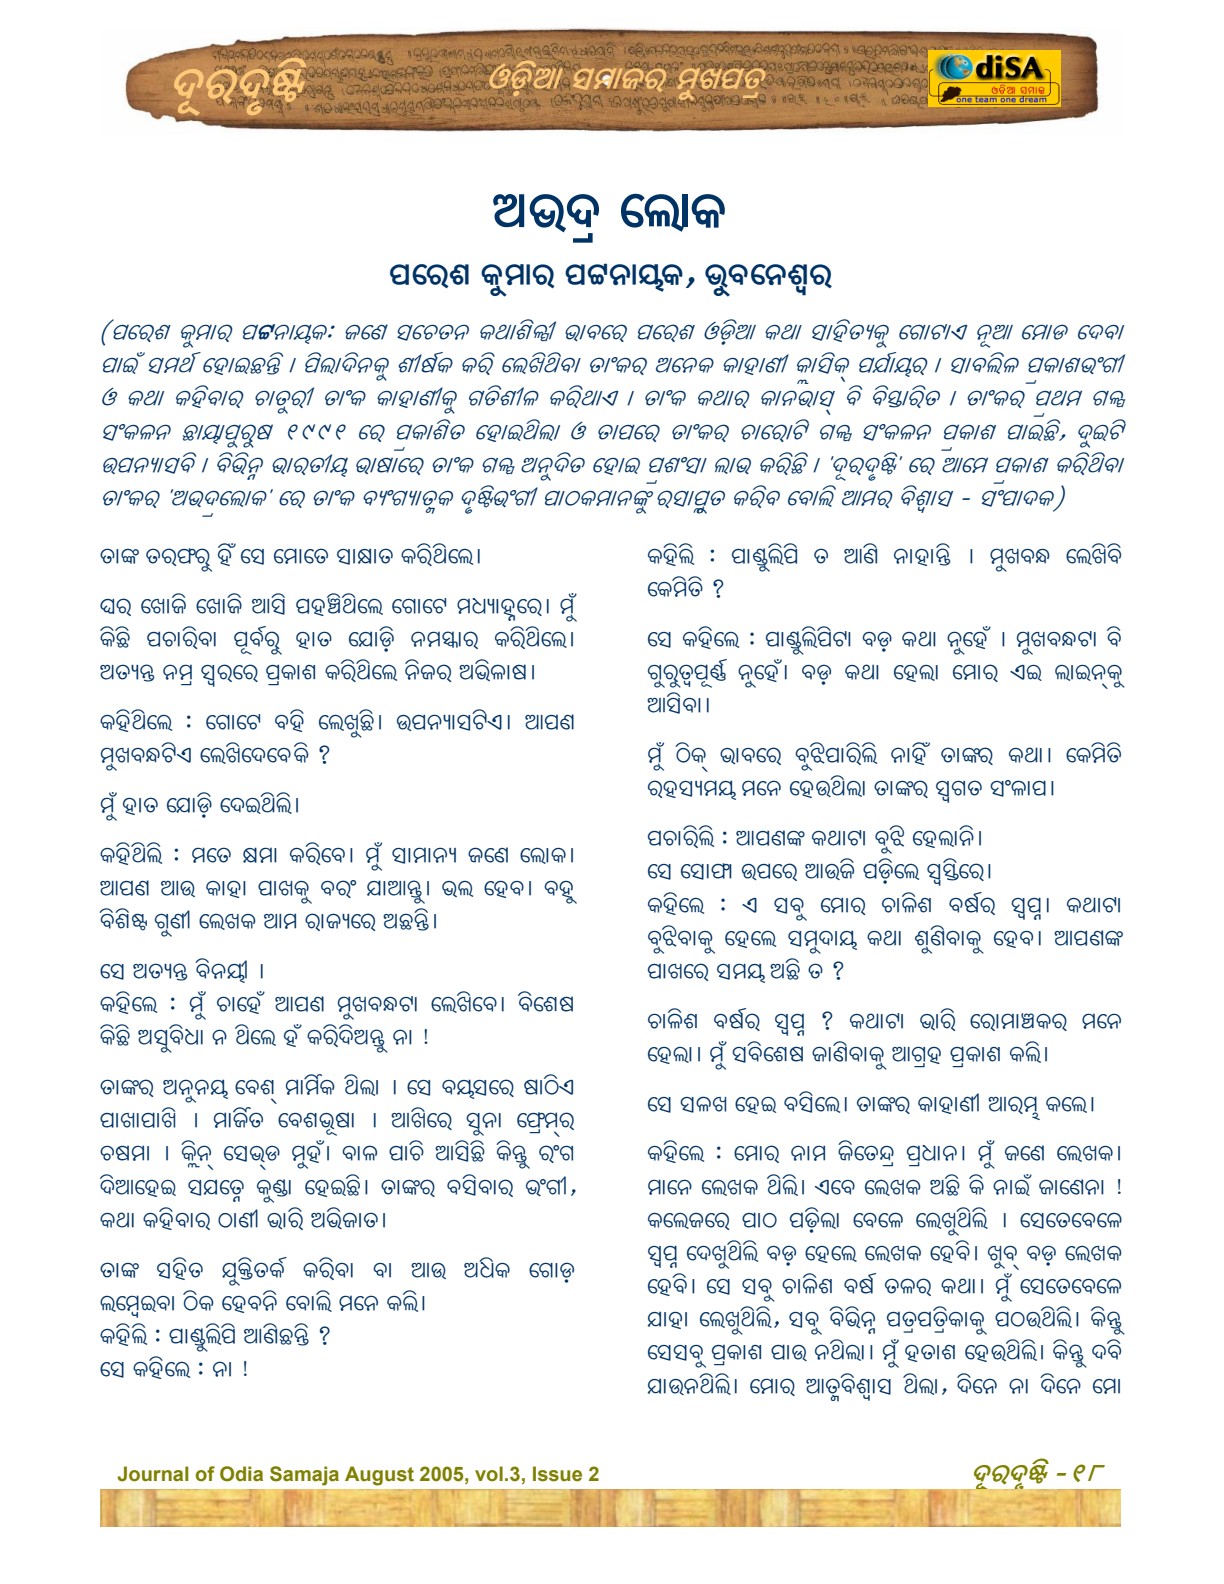 ଦୂରଦୃଷ୍ଟି
ଓଡ଼ିଆ ସମାଜର ମୁଖପତ୍ର
OdiSA
ଓଡ଼ିଆ ସମାଜ
one team one dream
ଅଭଦ୍ର ଲୋକ
ପରେଶ କୁମାର ପଟ୍ଟନାୟକ, ଭୁବନେଶ୍ୱର
(ପରେଶ କୁମାର ପଟ୍ଟନାୟକ: ଜଣେ ସଚେତନ କଥାଶିଳ୍ପୀ ଭାବରେ ପରେଶ ଓଡ଼ିଆ କଥା ସାହିତ୍ୟକୁ ଗୋଟାଏ ନୂଆ ମୋଡ ଦେବା
ପାଇଁ ସମର୍ଥ ହୋଇଛନ୍ତି । ପିଲାଦିନକୁ ଶୀର୍ଷକ କରି ଲେଖିଥିବା ତାଂକର ଅନେକ କାହାଣୀ କ୍ଲାସିକ୍ ପର୍ଯାୟର । ସାବଲିଳ ପ୍ରକାଶଭଂଗୀ
ଓ କଥା କହିବାର ଚାତୁରୀ ତାଂକ କାହାଣୀକୁ ଗତିଶୀଳ କରିଥାଏ । ତାଂକ କଥାର କାନଭାସ୍ ବି ବିସ୍ତାରିତ । ତାଂକର ପ୍ରଥମ ଗଳ୍ପ
ସଂକଳନ ଛାୟାପୁରୁଷ ୧୯୯୧ ରେ ପ୍ରକାଶିତ ହୋଇଥିଲା ଓ ତାପରେ ତାଂକର ଚାରୋଟି ଗଳ୍ପ ସଂକଳନ ପ୍ରକାଶ ପାଇଛି, ଦୁଇଟି
ଉପନ୍ୟାସବି । ବିଭିନ୍ନ ଭାରତୀୟ ଭାଷାରେ ତାଂକ ଗଳ୍ପ ଅନୁଦିତ ହୋଇ ପ୍ରଶଂସା ଲାଭ କରିଛି । 'ଦୂରଦୃଷ୍ଟି' ରେ ଆମେ ପ୍ରକାଶ କରିଥିବା
ତାଂକର 'ଅଭଦ୍ରଲୋକ' ରେ ତାଂକ ବ୍ୟଂଗ୍ୟାତ୍ମକ ଦୃଷ୍ଟିଭଂଗୀ ପାଠକମାନଙ୍କୁ ରସାପ୍ଲୁତ କରିବ ବୋଲି ଆମର ବିଶ୍ୱାସ - ସଂପାଦକ)
ତାଙ୍କ ତରଫରୁ ହିଁ ସେ ମୋତେ ସାକ୍ଷାତ କରିଥିଲେ।
ଘର ଖୋଜି ଖୋଜି ଆସି ପହଞ୍ଚିଥିଲେ ଗୋଟେ ମଧ୍ୟାହ୍ନରେ। ମୁଁ
କିଛି ପଚାରିବା ପୂର୍ବରୁ ହାତ ଯୋଡ଼ି ନମସ୍କାର କରିଥିଲେ।
ଅତ୍ୟନ୍ତ ନମ୍ର ସ୍ୱରରେ ପ୍ରକାଶ କରିଥିଲେ ନିଜର ଅଭିଳାଷ।
କହିଥିଲେ : ଗୋଟେ ବହି ଲେଖୁଛି। ଉପନ୍ୟାସଟିଏ। ଆପଣ
ମୁଖବନ୍ଧଟିଏ ଲେଖିଦେବେକି ?
ମୁଁ ହାତ ଯୋଡ଼ି ଦେଇଥିଲି।
କହିଥିଲି : ମତେ କ୍ଷମା କରିବେ। ମୁଁ ସାମାନ୍ୟ ଜଣେ ଲୋକ।
ଆପଣ ଆଉ କାହା ପାଖକୁ ବରଂ ଯାଆନ୍ତୁ। ଭଲ ହେବ। ବହୁ
ବିଶିଷ୍ଟ ଗୁଣୀ ଲେଖକ ଆମ ରାଜ୍ୟରେ ଅଛନ୍ତି।
ସେ ଅତ୍ୟନ୍ତ ବିନୟୀ ।
କହିଲେ : ମୁଁ ଚାହେଁ ଆପଣ ମୁଖବନ୍ଧଟା ଲେଖିବେ। ବିଶେଷ
କିଛି ଅସୁବିଧା ନ ଥିଲେ ହଁ କରିଦିଅନ୍ତୁ ନା !
ତାଙ୍କର ଅନୁନୟ ବେଶ୍ ମାର୍ମିକ ଥିଲା । ସେ ବୟସରେ ଷାଠିଏ
ପାଖାପାଖି । ମାର୍ଜିତ ବେଶଭୂଷା । ଆଖିରେ ସୁନା ଫ୍ରେମ୍‌ର
ଚଷମା । କ୍ଲିନ୍ ସେଭ୍‌ଡ ମୁହଁ। ବାଳ ପାଚି ଆସିଛି କିନ୍ତୁ ରଂଗ
ଦିଆହେଇ ସଯତ୍ନେ କୁଣ୍ଡା ହେଇଛି। ତାଙ୍କର ବସିବାର ଭଂଗୀ,
କଥା କହିବାର ଠାଣୀ ଭାରି ଅଭିଜାତ।
ତାଙ୍କ ସହିତ ଯୁକ୍ତିତର୍କ କରିବା ବା ଆଉ ଅଧିକ ଗୋଡ଼
ଲମ୍ବେଇବା ଠିକ ହେବନି ବୋଲି ମନେ କଲି।
କହିଲି : ପାଣ୍ଡୁଲିପି ଆଣିଛନ୍ତି ?
ସେ କହିଲେ : ନା !
କହିଲି : ପାଣ୍ଡୁଲିପି ତ ଆଣି ନାହାନ୍ତି । ମୁଖବନ୍ଧ ଲେଖିବି
କେମିତି ?
ସେ କହିଲେ : ପାଣ୍ଡୁଲିପିଟା ବଡ଼ କଥା ନୁହେଁ । ମୁଖବନ୍ଧଟା ବି
ଗୁରୁତ୍ୱପୂର୍ଣ୍ଣ ନୁହେଁ। ବଡ଼ କଥା ହେଲା ମୋର ଏଇ ଲାଇନ୍‌କୁ
ଆସିବା।
ମୁଁ ଠିକ୍ ଭାବରେ ବୁଝିପାରିଲି ନାହିଁ ତାଙ୍କର କଥା। କେମିତି
ରହସ୍ୟମୟ ମନେ ହେଉଥିଲା ତାଙ୍କର ସ୍ୱଗତ ସଂଳାପ।
ପଚାରିଲି : ଆପଣଙ୍କ କଥାଟା ବୁଝି ହେଲାନି।
ସେ ସୋଫା ଉପରେ ଆଉଜି ପଡ଼ିଲେ ସ୍ୱସ୍ତିରେ।
କହିଲେ : ଏ ସବୁ ମୋର ଚାଳିଶ ବର୍ଷର ସ୍ୱପ୍ନ। କଥାଟା
ବୁଝିବାକୁ ହେଲେ ସମୁଦାୟ କଥା ଶୁଣିବାକୁ ହେବ। ଆପଣଙ୍କ
ପାଖରେ ସମୟ ଅଛି ତ ?
ଚାଳିଶ ବର୍ଷର ସ୍ୱପ୍ନ ? କଥାଟା ଭାରି ରୋମାଞ୍ଚକର ମନେ
ହେଲା। ମୁଁ ସବିଶେଷ ଜାଣିବାକୁ ଆଗ୍ରହ ପ୍ରକାଶ କଲି।
ସେ ସଳଖ ହେଇ ବସିଲେ। ତାଙ୍କର କାହାଣୀ ଆରମ୍ଭ କଲେ।
କହିଲେ : ମୋର ନାମ ଜିତେନ୍ଦ୍ର ପ୍ରଧାନ। ମୁଁ ଜଣେ ଲେଖକ।
ମାନେ ଲେଖକ ଥିଲି। ଏବେ ଲେଖକ ଅଛି କି ନାଇଁ ଜାଣେନା !
କଲେଜରେ ପାଠ ପଢ଼ିଲା ବେଳେ ଲେଖୁଥିଲି । ସେତେବେଳେ
ସ୍ୱପ୍ନ ଦେଖୁଥିଲି ବଡ଼ ହେଲେ ଲେଖକ ହେବି। ଖୁବ୍ ବଡ଼ ଲେଖକ
ହେବି। ସେ ସବୁ ଚାଳିଶ ବର୍ଷ ତଳର କଥା। ମୁଁ ସେତେବେଳେ
ଯାହା ଲେଖୁଥିଲି, ସବୁ ବିଭିନ୍ନ ପତ୍ରପତ୍ରିକାକୁ ପଠଉଥିଲି। କିନ୍ତୁ
ସେସବୁ ପ୍ରକାଶ ପାଉ ନଥିଲା। ମୁଁ ହତାଶ ହେଉଥିଲି। କିନ୍ତୁ ଦବି
ଯାଉନଥିଲି। ମୋର ଆତ୍ମବିଶ୍ୱାସ ଥିଲା, ଦିନେ ନା ଦିନେ ମୋ
Journal of Odia Samaja August 2005, vol.3, Issue 2
ଦୂରଦୃଷ୍ଟି - ୧୮